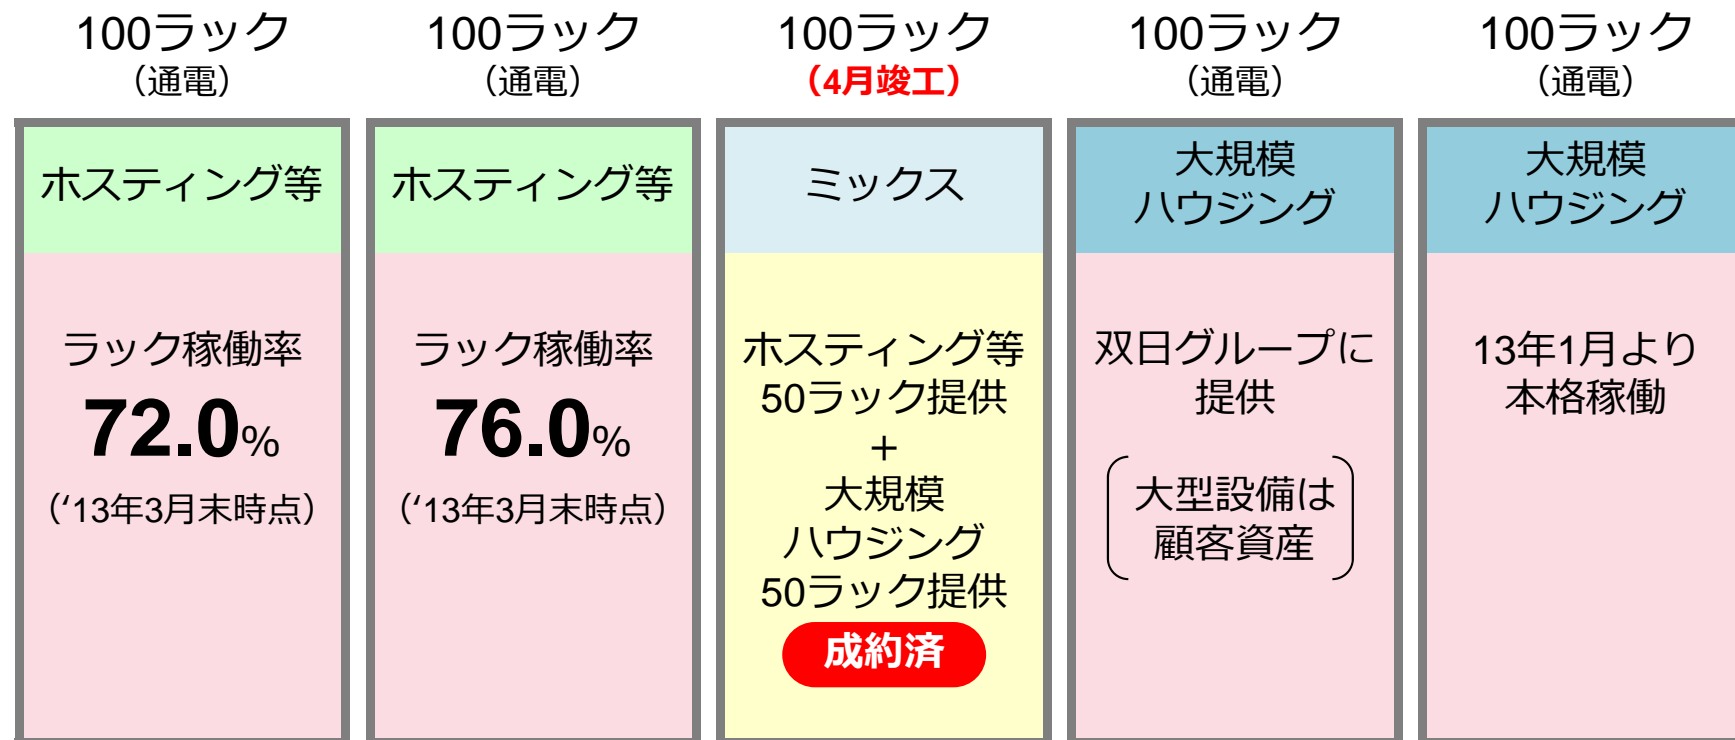 100ラック
（通電）
ホスティング等
ラック稼働率
72.0%
（‘13年3月末時点）
100ラック
（通電）
ホスティング等
ラック稼働率
76.0%
（‘13年3月末時点）
100ラック
（4月竣工）
ミックス
ホスティング等
50ラック提供
＋
大規模
ハウジング
50ラック提供
成約済
100ラック
（通電）
大規模
ハウジング
双日グループに
提供
大型設備は
顧客資産
100ラック
（通電）
大規模
ハウジング
13年1月より
本格稼働